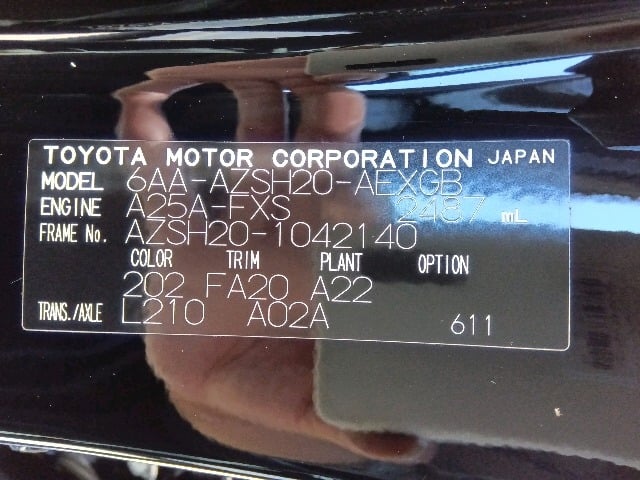 TOYOTA MOTOR CORPORATION JAPAN
MODEL 6AA-AZSH20-AEXGB
ENGINE A25A-FXS 2487 mL
FRAME No. AZSH20-1042140
COLOR TRIM PLANT OPTION
202 FA20 A22
TRANS./AXLE L210 A02A 611